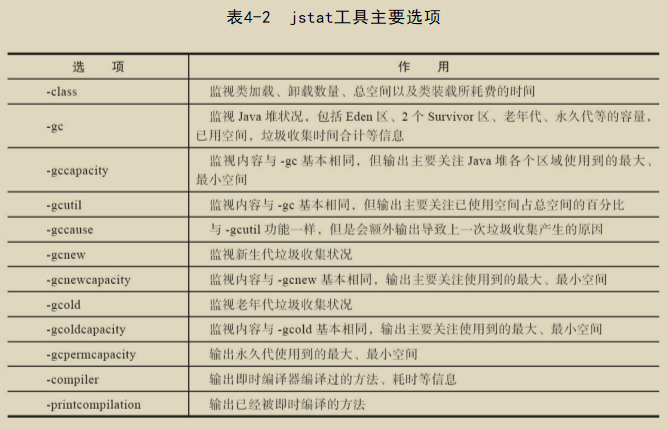 表4-2 jstat工具主要选项
选 项 作 用
-class 监视类加载、卸载数量、总空间以及类装载所耗费的时间
-gc 监视 Java 堆状况，包括 Eden 区、2 个 Survivor 区、老年代、永久代等的容量，
已用空间，垃圾收集时间合计等信息
-gccapacity 监视内容与 -gc 基本相同，但输出主要关注 Java 堆各个区域使用到的最大、
最小空间
-gcutil 监视内容与 -gc 基本相同，但输出主要关注已使用空间占总空间的百分比
-gccause 与 -gcutil 功能一样，但是会额外输出导致上一次垃圾收集产生的原因
-gcnew 监视新生代垃圾收集状况
-gcnewcapacity 监视内容与 -gcnew 基本相同，输出主要关注使用到的最大、最小空间
-gcold 监视老年代垃圾收集状况
-gcoldcapacity 监视内容与 -gcold 基本相同，输出主要关注使用到的最大、最小空间
-gcpermcapacity 输出永久代使用到的最大、最小空间
-compiler 输出即时编译器编译过的方法、耗时等信息
-printcompilation 输出已经被即时编译的方法